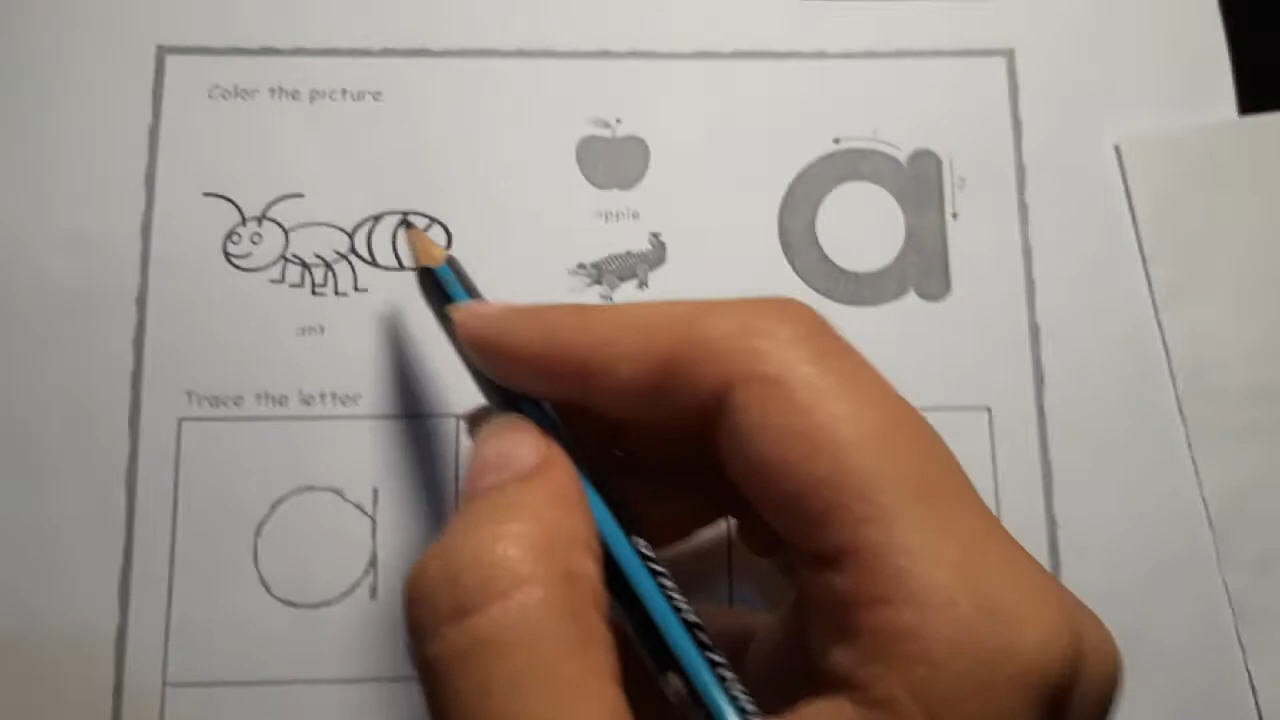 Color the picture
apple
ant
a
Trace the letter
a